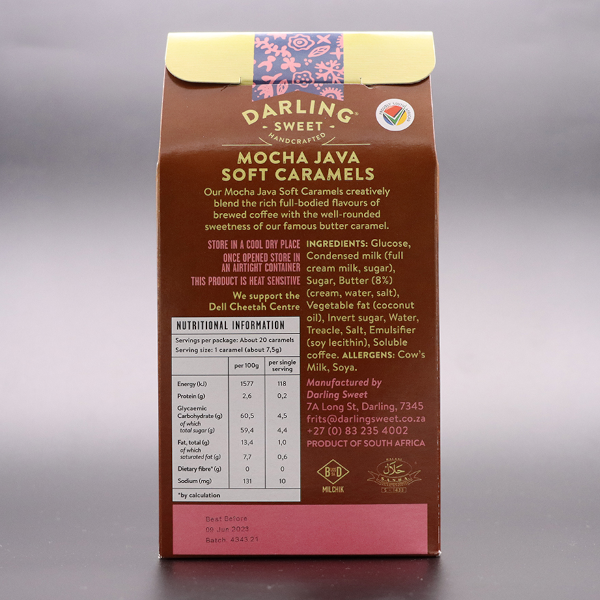 DARLING®
- SWEET -
HANDCRAFTED
MOCHA JAVA
SOFT CARAMELS
Our Mocha Java Soft Caramels creatively
blend the rich full-bodied flavours of
brewed coffee with the well-rounded
sweetness of our famous butter caramel.
STORE IN A COOL DRY PLACE
ONCE OPENED STORE IN
AN AIRTIGHT CONTAINER
THIS PRODUCT IS HEAT SENSITIVE
We support the
Dell Cheetah Centre
NUTRITIONAL INFORMATION
Servings per package: About 20 caramels
Serving size: 1 caramel (about 7,5g)
per 100g per single
serving
Energy (kJ) 1577 118
Protein (g) 2,6 0,2
Glycaemic
Carbohydrate (g) 60,5 4,5
of which
total sugar (g) 59,4 4,4
Fat, total (g) 13,4 1,0
of which
saturated fat (g) 7,7 0,6
Dietary fibre* (g) 0 0
Sodium (mg) 131 10
*by calculation
INGREDIENTS: Glucose,
Condensed milk (full
cream milk, sugar),
Sugar, Butter (8%)
(cream, water, salt),
Vegetable fat (coconut
oil), Invert sugar, Water,
Treacle, Salt, Emulsifier
(soy lecithin), Soluble
coffee. ALLERGENS: Cow's
Milk, Soya.
Manufactured by
Darling Sweet
7A Long St, Darling, 7345
frits@darlingsweet.co.za
+27 (0) 83 235 4002
PRODUCT OF SOUTH AFRICA
B D
MILCHIK
حلال
SANHA
Best Before
09 Jun 2023
Batch: 4343 21